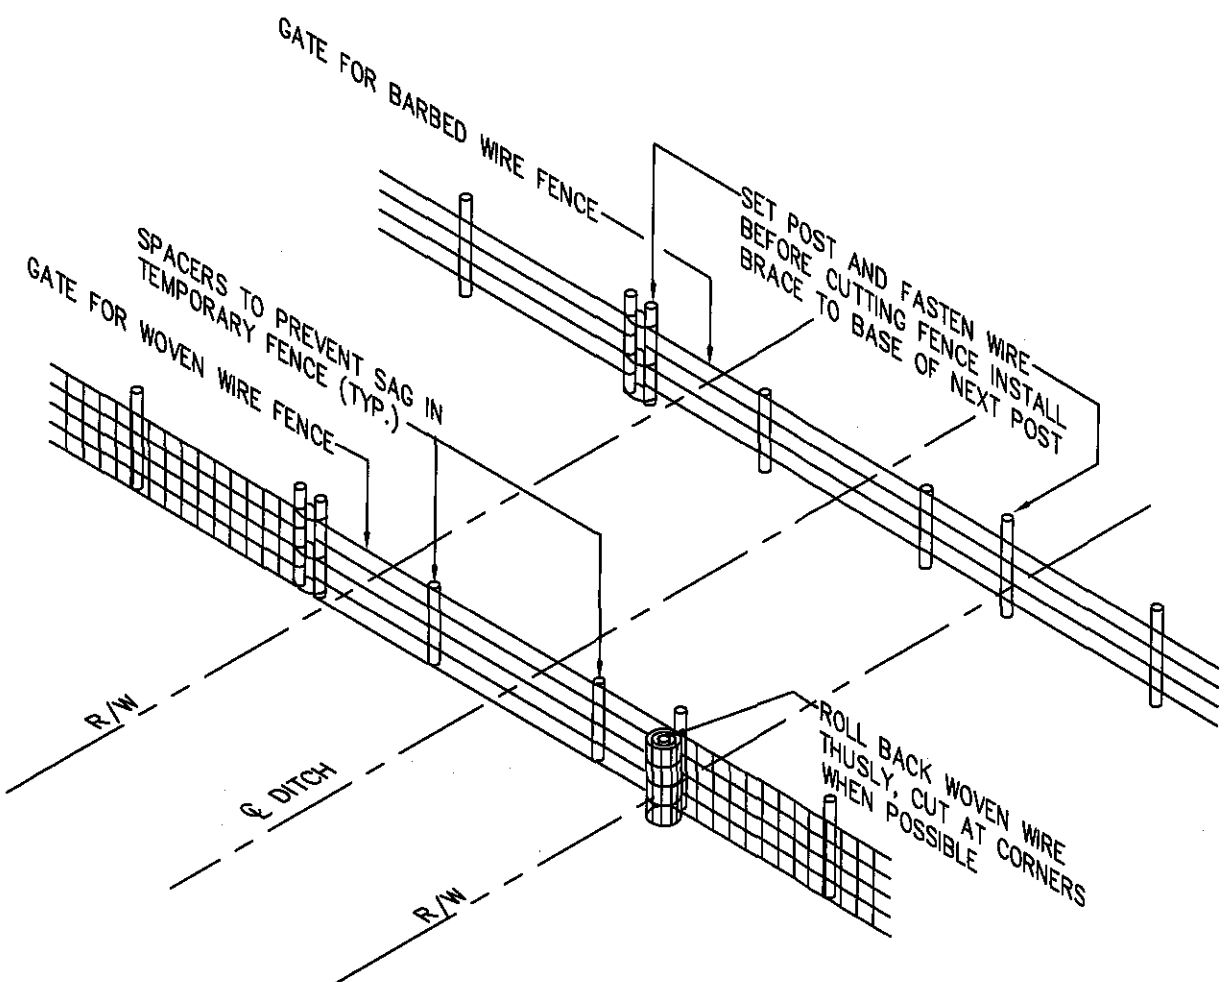 GATE FOR BARBED WIRE FENCE
SET POST AND FASTEN WIRE
BEFORE CUTTING FENCE INSTALL
BRACE TO BASE OF NEXT POST
SPACERS TO PREVENT SAG IN
TEMPORARY FENCE (TYP.)
GATE FOR WOVEN WIRE FENCE
R/W
℄ DITCH
R/W
ROLL BACK WOVEN WIRE
THUSLY, CUT AT CORNERS
WHEN POSSIBLE